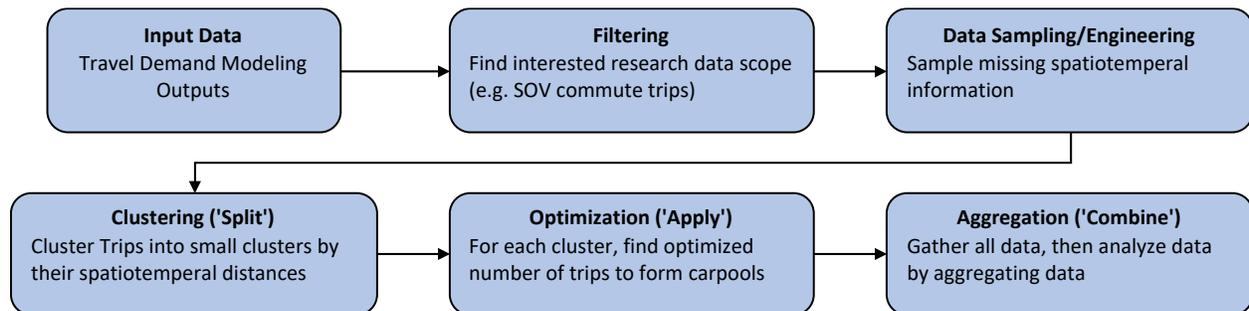 Input Data
Travel Demand Modeling
Outputs
Filtering
Find interested research data scope
(e.g. SOV commute trips)
Data Sampling/Engineering
Sample missing spatiotemporal
information
Clustering ('Split')
Cluster Trips into small clusters by
their spatiotemporal distances
Optimization ('Apply')
For each cluster, find optimized
number of trips to form carpools
Aggregation ('Combine')
Gather all data, then analyze data
by aggregating data